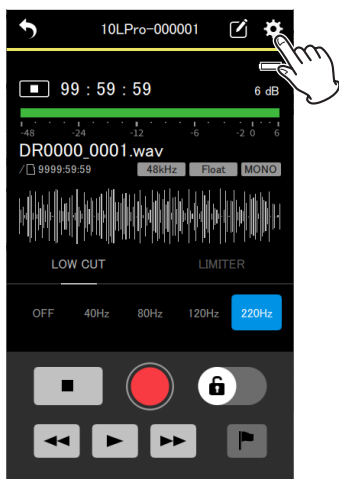 10LPro-000001
99 : 59 : 59
6 dB
-48 -24 -12 -6 -2 0 6
DR0000_0001.wav
/ 9999:59:59 48kHz Float MONO
LOW CUT LIMITER
OFF 40Hz 80Hz 120Hz 220Hz